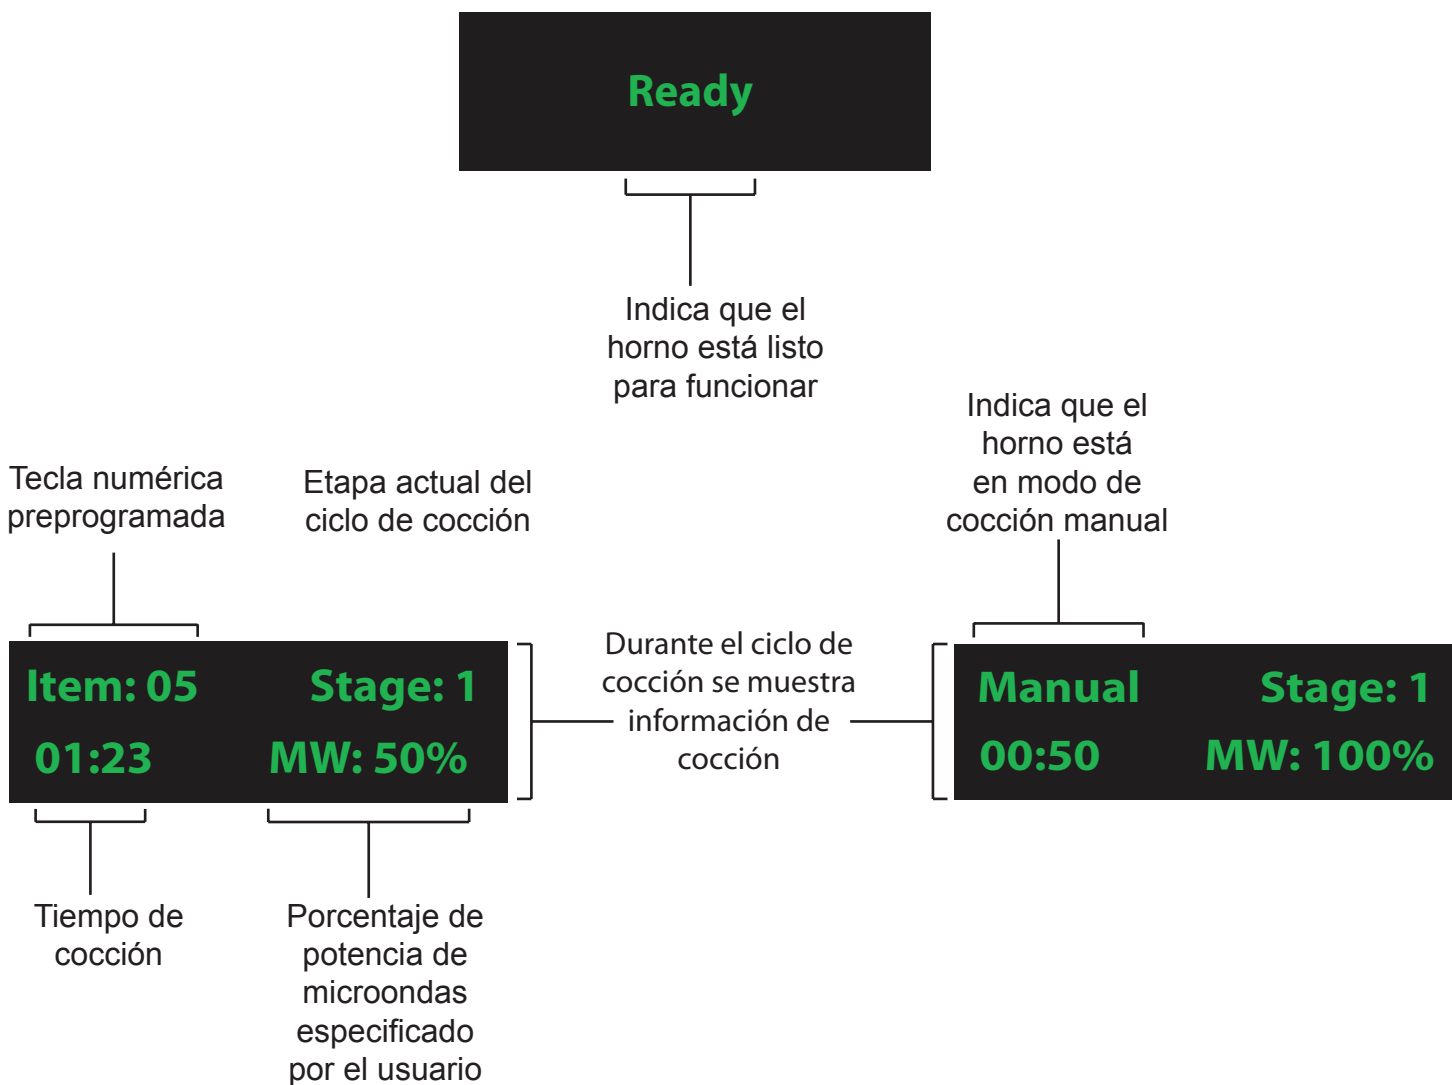 Ready
Indica que el
horno está listo
para funcionar
Indica que el
horno está
en modo de
cocción manual
Tecla numérica
preprogramada
Etapa actual del
ciclo de cocción
Item: 05 Stage: 1
01:23 MW: 50%
Durante el ciclo de
cocción se muestra
información de
cocción
Manual Stage: 1
00:50 MW: 100%
Tiempo de
cocción
Porcentaje de
potencia de
microondas
especificado
por el usuario